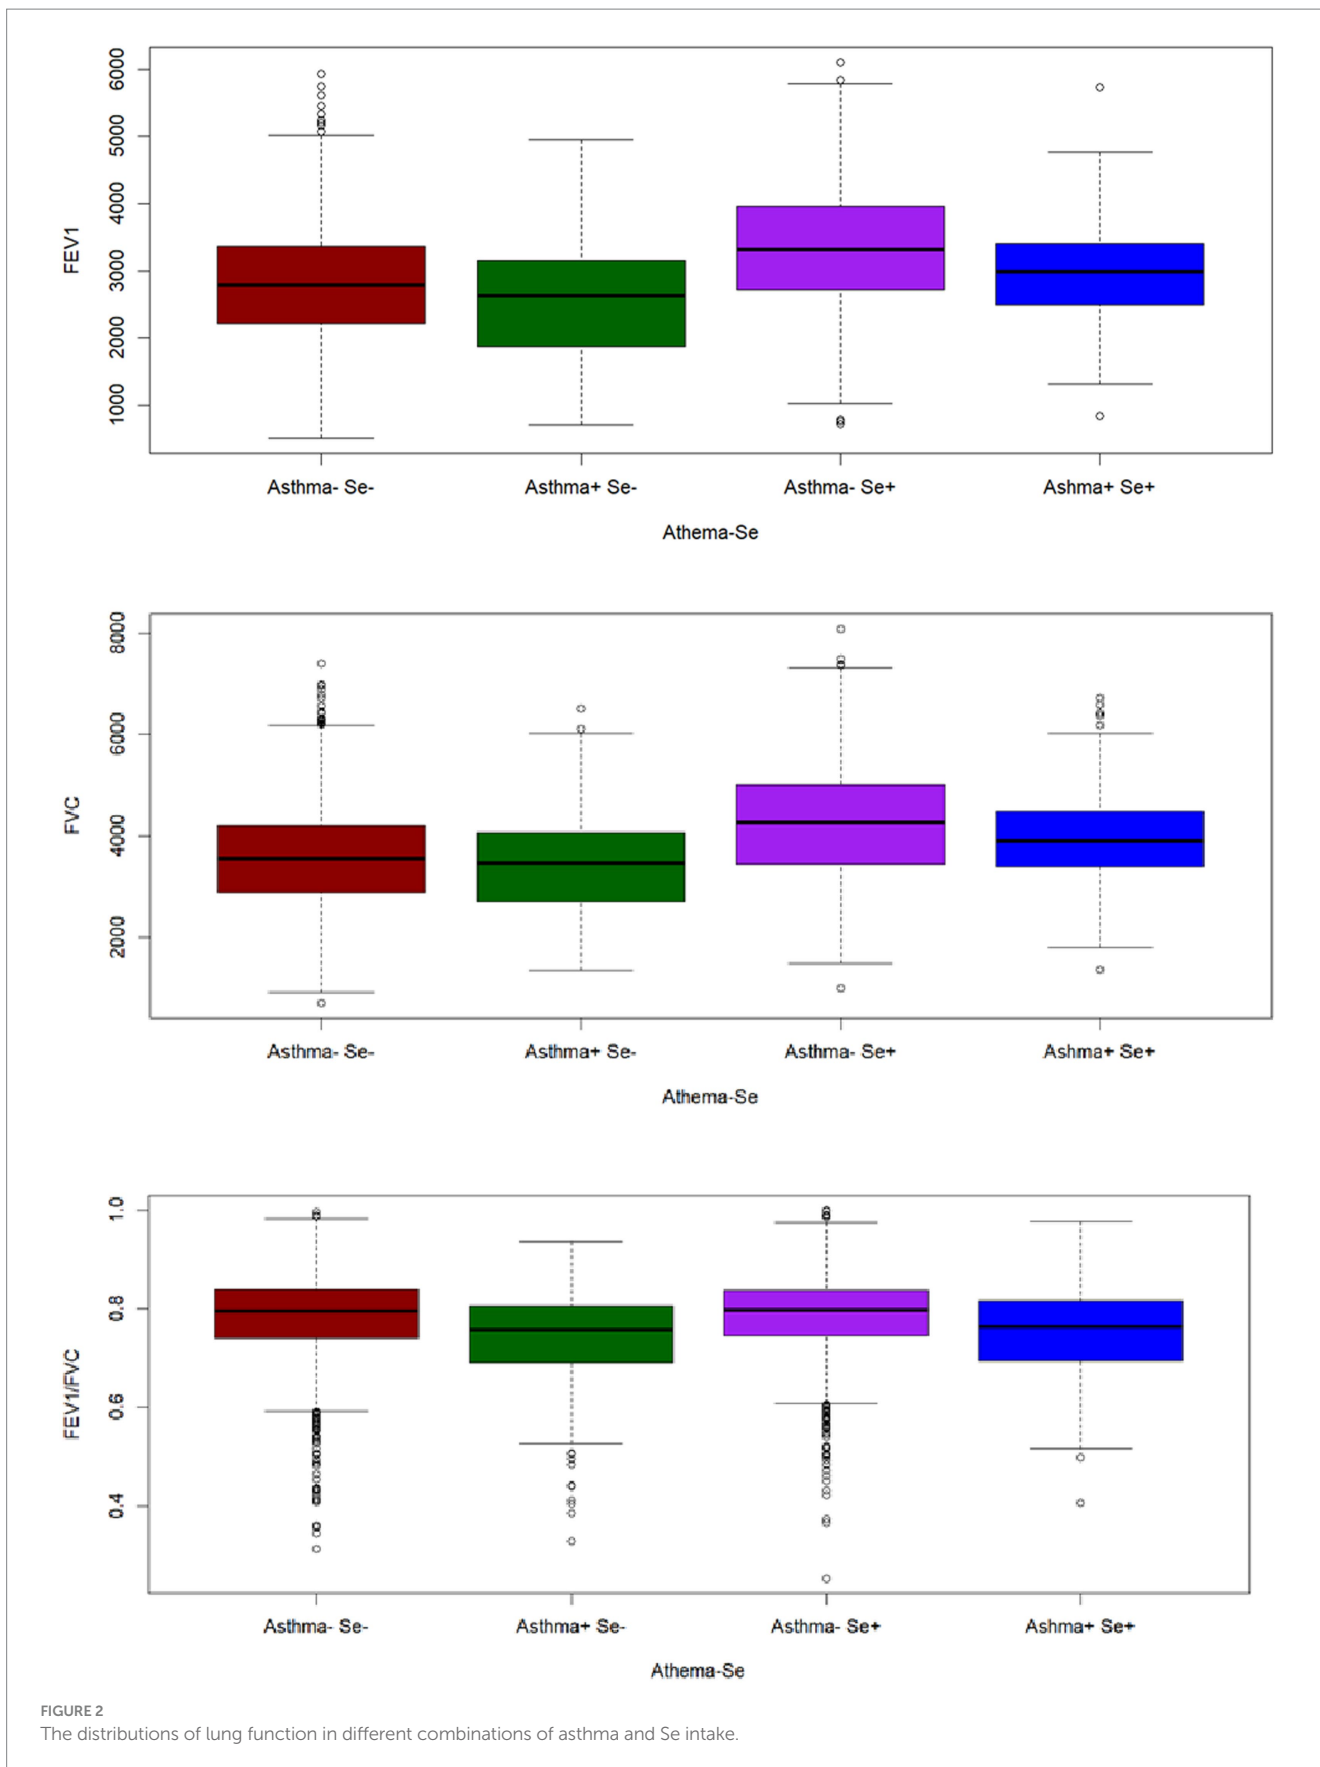 6000
5000
4000
3000
2000
1000
FEV1
Asthma- Se- Asthma+ Se- Asthma- Se+ Ashma+ Se+
Athema-Se
8000
6000
4000
2000
FVC
Asthma- Se- Asthma+ Se- Asthma- Se+ Ashma+ Se+
Athema-Se
1.0
0.8
0.6
0.4
FEV1/FVC
Asthma- Se- Asthma+ Se- Asthma- Se+ Ashma+ Se+
Athema-Se
FIGURE 2
The distributions of lung function in different combinations of asthma and Se intake.